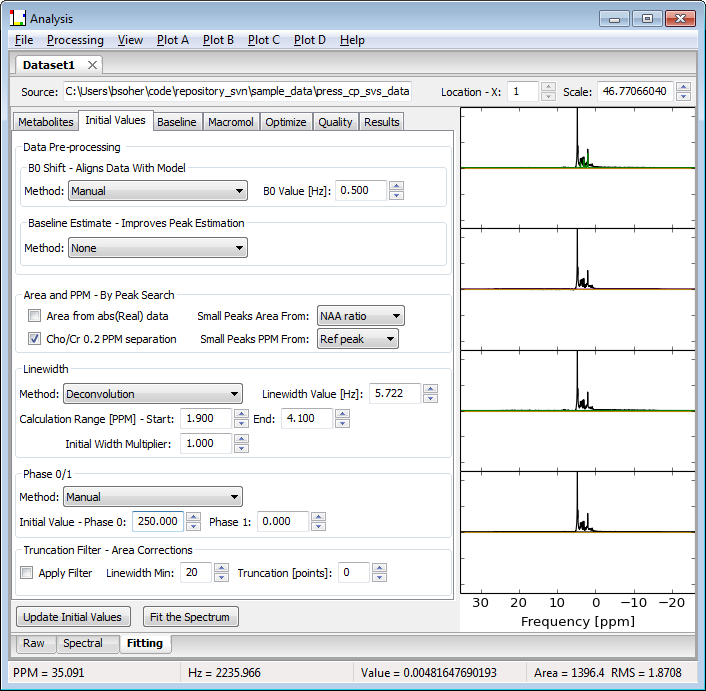 Analysis
File Processing View Plot A Plot B Plot C Plot D Help
Dataset1
Source: C:\Users\bsoher\code\repository_svn\sample_data\press_cp_svs_data Location - X: 1 Scale: 46.77066040
Metabolites Initial Values Baseline Macromol Optimize Quality Results
Data Pre-processing
B0 Shift - Aligns Data With Model
Method: Manual B0 Value [Hz]: 0.500
Baseline Estimate - Improves Peak Estimation
Method: None
Area and PPM - By Peak Search
Area from abs(Real) data Small Peaks Area From: NAA ratio
Cho/Cr 0.2 PPM separation Small Peaks PPM From: Ref peak
Linewidth
Method: Deconvolution Linewidth Value [Hz]: 5.722
Calculation Range [PPM] - Start: 1.900 End: 4.100
Initial Width Multiplier: 1.000
Phase 0/1
Method: Manual
Initial Value - Phase 0: 250.000 Phase 1: 0.000
Truncation Filter - Area Corrections
Apply Filter Linewidth Min: 20 Truncation [points]: 0
30 20 10 0 −10 −20
Frequency [ppm]
Update Initial Values Fit the Spectrum
Raw Spectral Fitting
PPM = 35.091 Hz = 2235.966 Value = 0.00481647690193 Area = 1396.4 RMS = 1.8708